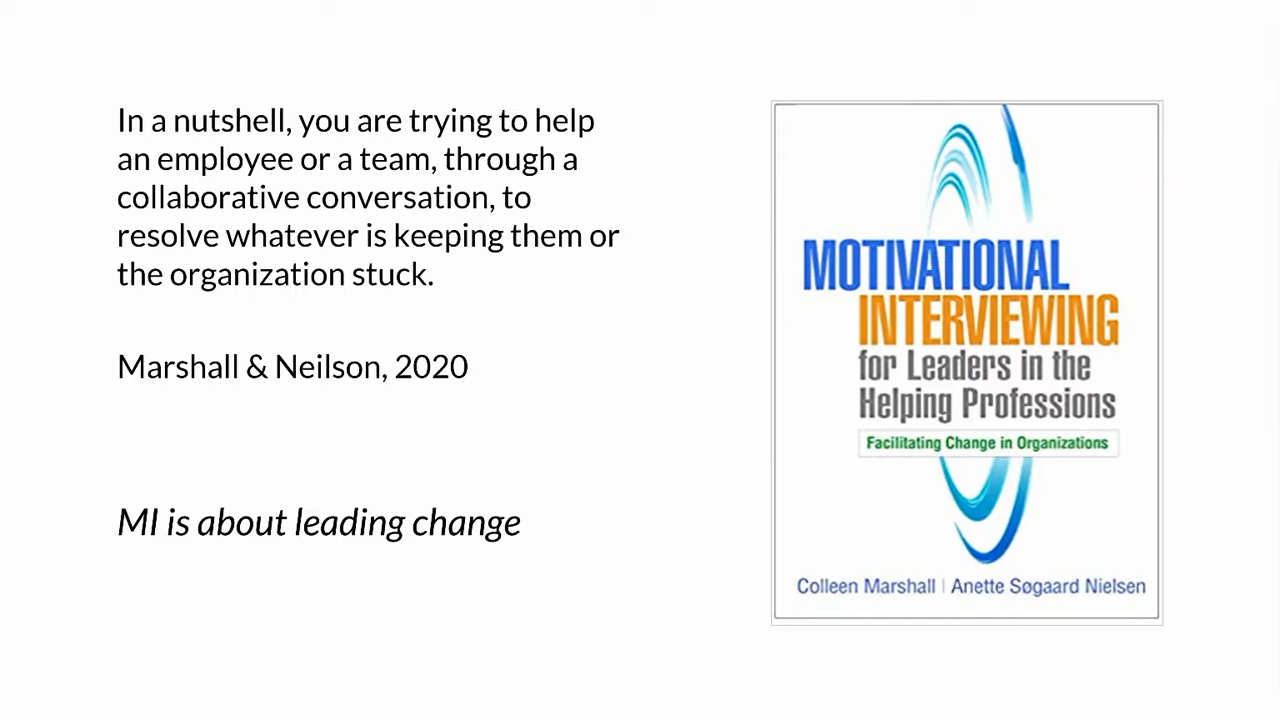 In a nutshell, you are trying to help
an employee or a team, through a
collaborative conversation, to
resolve whatever is keeping them or
the organization stuck.
Marshall & Neilson, 2020
MI is about leading change
MOTIVATIONAL
INTERVIEWING
for Leaders in the
Helping Professions
Facilitating Change in Organizations
Colleen Marshall | Anette Søgaard Nielsen